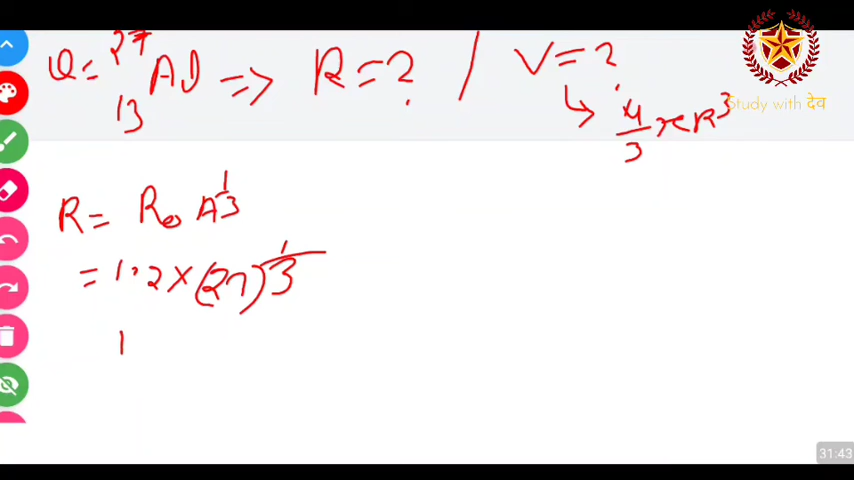 Q = ²⁷₁₃Al => R = ? / V = ?
↳ 4/3 πR³
Study with देव
R = R₀ A^1/3
= 1.2 × (27)^1/3
1
31:43